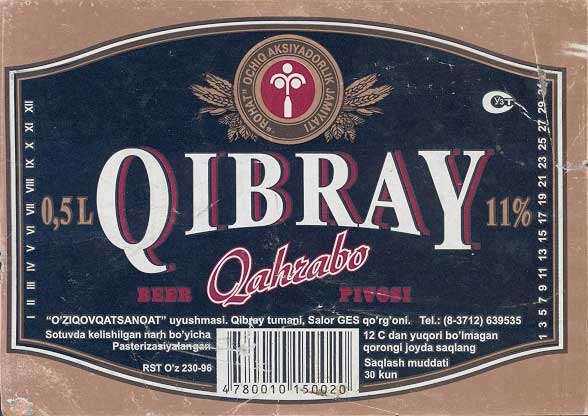 "ROHAT" OCHIQ AKSIYADORLIK JAMIYATI
УзТ
QIBRAY
0,5 L
11%
Qahrabo
BEER
PIVOSI
I II III IV V VI VII VIII IX X XI XII
1 3 5 7 9 11 13 15 17 19 21 23 25 27 29
"O'ZIQOVQATSANOAT" uyushmasi. Qibray tumani, Salor GES qo'rg'oni. Tel.: (8-3712) 639535
Sotuvda kelishilgan narh bo'yicha
Pasterizasiyalangan
RST O'z 230-96
12 C dan yuqori bo'lmagan
qorongi joyda saqlang
Saqlash muddati
30 kun
4780010 150020